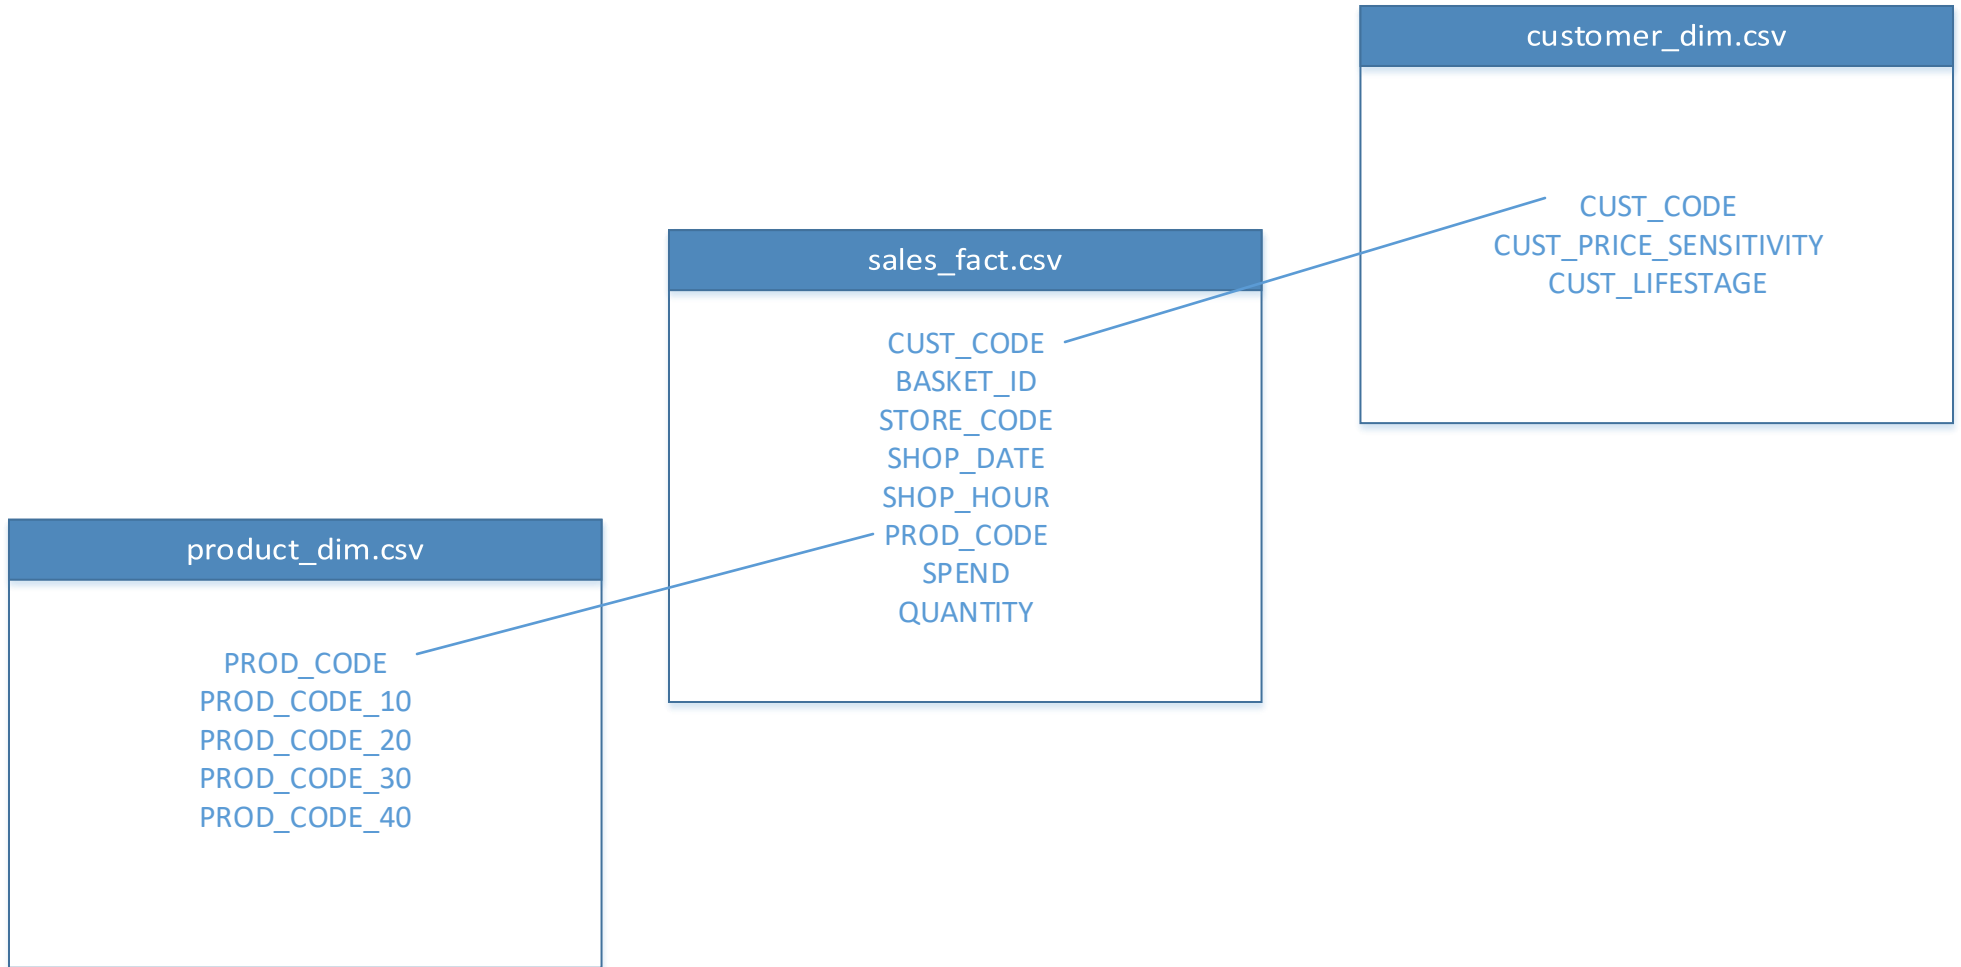 customer_dim.csv
CUST_CODE
CUST_PRICE_SENSITIVITY
CUST_LIFESTAGE
sales_fact.csv
CUST_CODE
BASKET_ID
STORE_CODE
SHOP_DATE
SHOP_HOUR
PROD_CODE
SPEND
QUANTITY
product_dim.csv
PROD_CODE
PROD_CODE_10
PROD_CODE_20
PROD_CODE_30
PROD_CODE_40